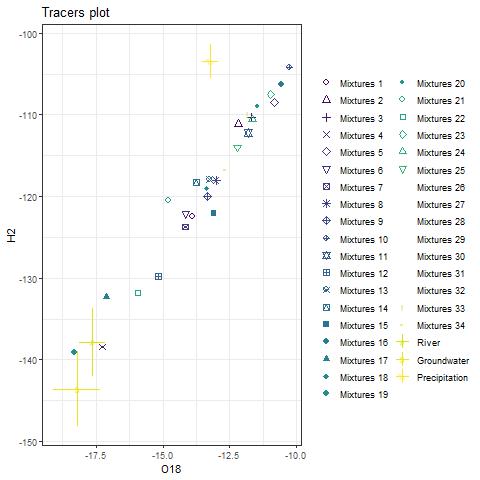 Tracers plot
-100
-110
-120
-130
-140
-150
H2
-17.5
-15.0
-12.5
-10.0
O18
Mixtures 1
Mixtures 2
Mixtures 3
Mixtures 4
Mixtures 5
Mixtures 6
Mixtures 7
Mixtures 8
Mixtures 9
Mixtures 10
Mixtures 11
Mixtures 12
Mixtures 13
Mixtures 14
Mixtures 15
Mixtures 16
Mixtures 17
Mixtures 18
Mixtures 19
Mixtures 20
Mixtures 21
Mixtures 22
Mixtures 23
Mixtures 24
Mixtures 25
Mixtures 26
Mixtures 27
Mixtures 28
Mixtures 29
Mixtures 30
Mixtures 31
Mixtures 32
Mixtures 33
Mixtures 34
River
Groundwater
Precipitation